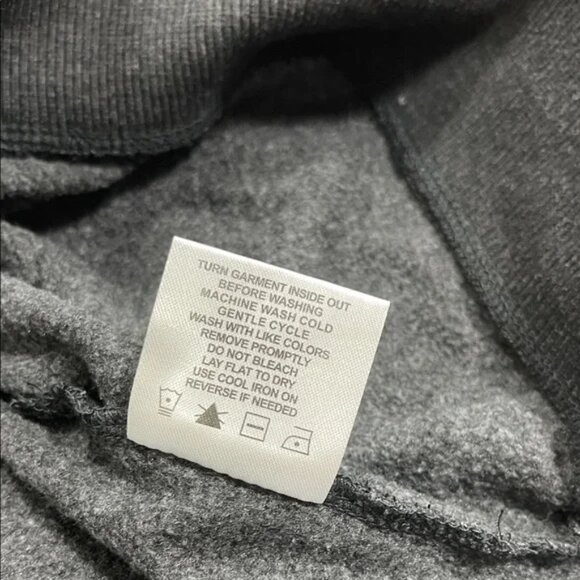 TURN GARMENT INSIDE OUT
BEFORE WASHING
MACHINE WASH COLD
GENTLE CYCLE
WASH WITH LIKE COLORS
REMOVE PROMPTLY
DO NOT BLEACH
LAY FLAT TO DRY
USE COOL IRON ON
REVERSE IF NEEDED